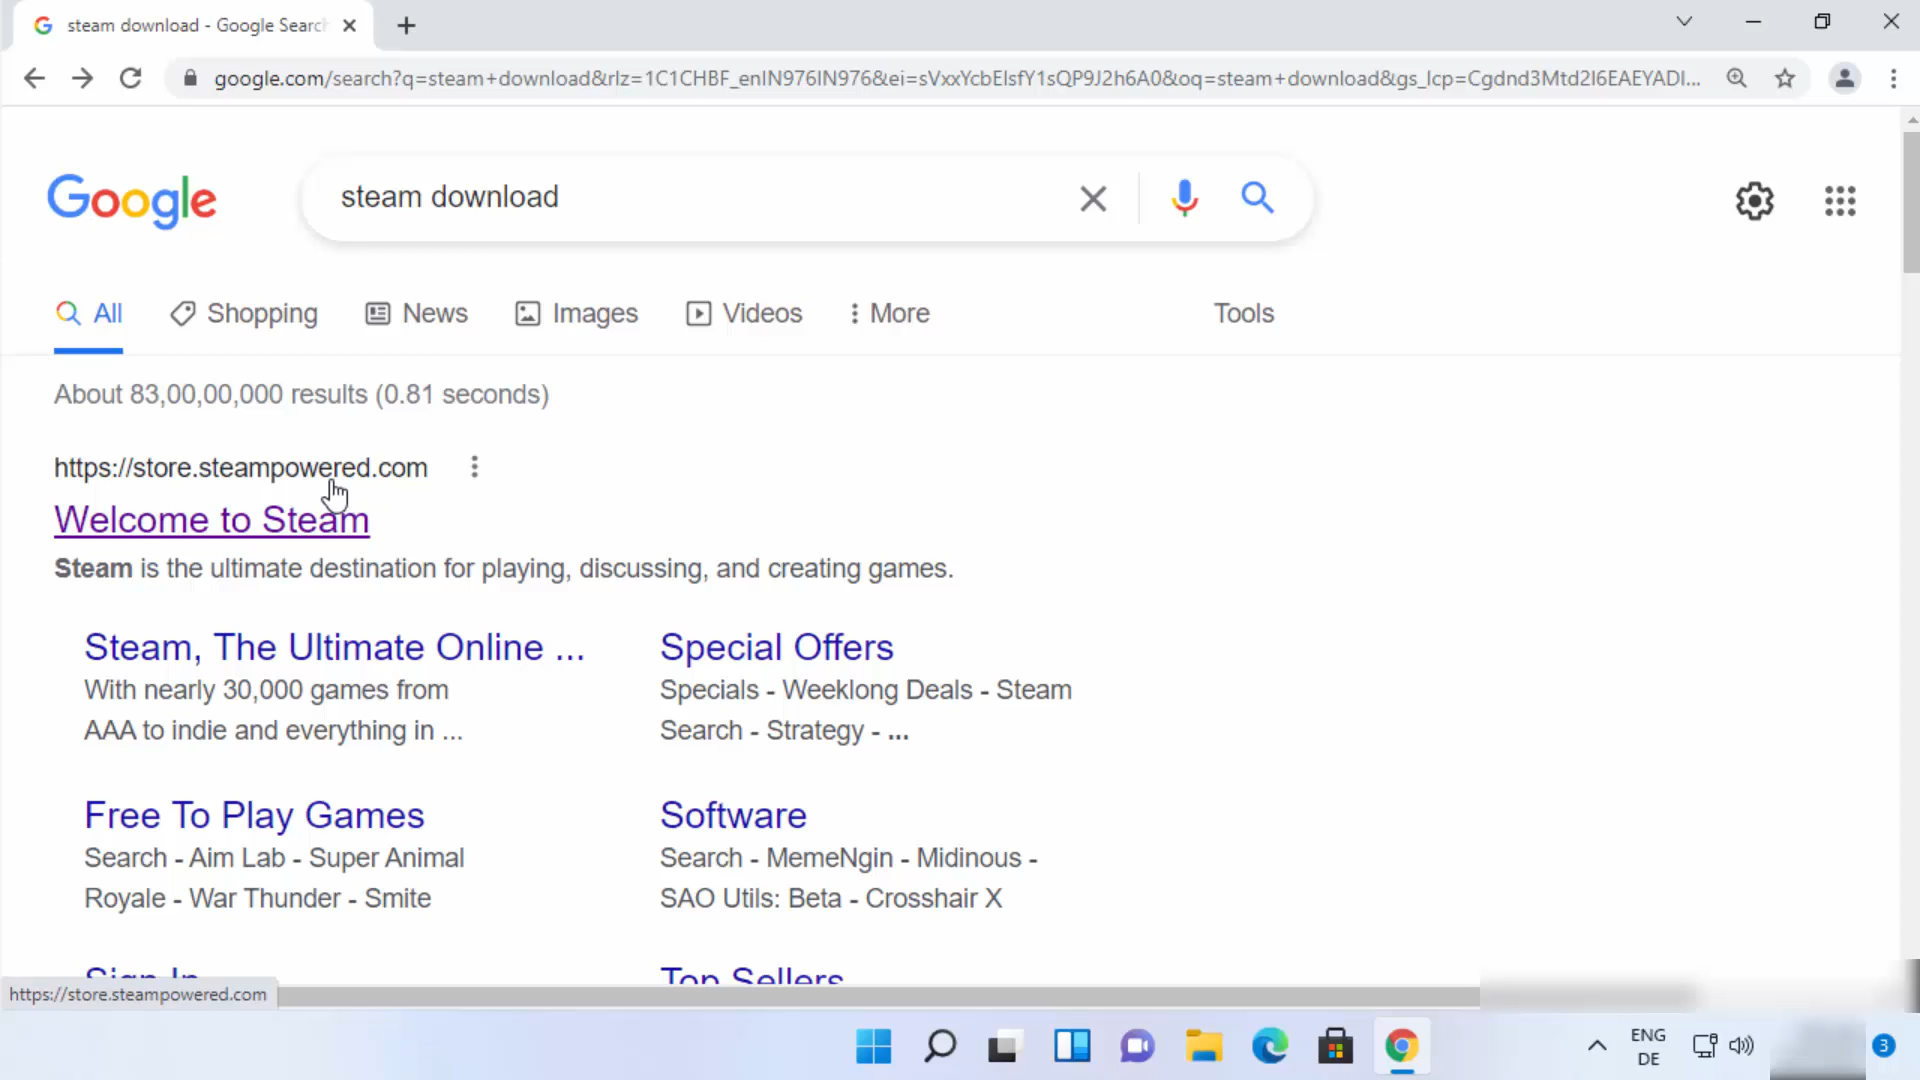 steam download - Google Search
google.com/search?q=steam+download&rlz=1C1CHBF_enIN976IN976&ei=sVxxYcbElsfY1sQP9J2h6A0&oq=steam+download&gs_lcp=Cgdnd3Mtd2l6EAEYADI...
Google
steam download
All
Shopping
News
Images
Videos
More
Tools
About 83,00,00,000 results (0.81 seconds)
https://store.steampowered.com
Welcome to Steam
Steam is the ultimate destination for playing, discussing, and creating games.
Steam, The Ultimate Online ...
With nearly 30,000 games from
AAA to indie and everything in ...
Special Offers
Specials - Weeklong Deals - Steam
Search - Strategy - ...
Free To Play Games
Search - Aim Lab - Super Animal
Royale - War Thunder - Smite
Software
Search - MemeNgin - Midinous -
SAO Utils: Beta - Crosshair X
Sign In
Top Sellers
https://store.steampowered.com
ENG
DE
3